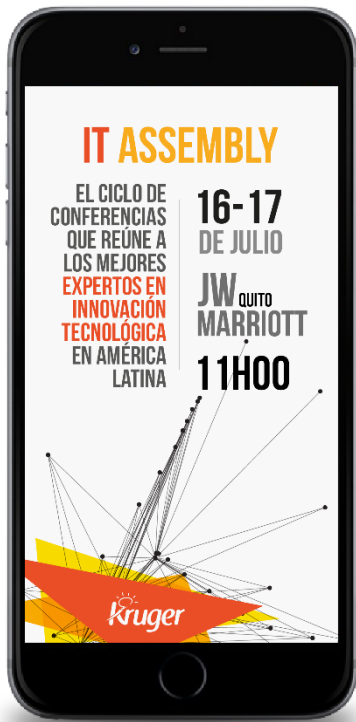 IT ASSEMBLY
EL CICLO DE
CONFERENCIAS
QUE REÚNE A
LOS MEJORES
EXPERTOS EN
INNOVACIÓN
TECNOLÓGICA
EN AMÉRICA
LATINA
16-17
DE JULIO
JW QUITO
MARRIOTT
11H00
Kruger